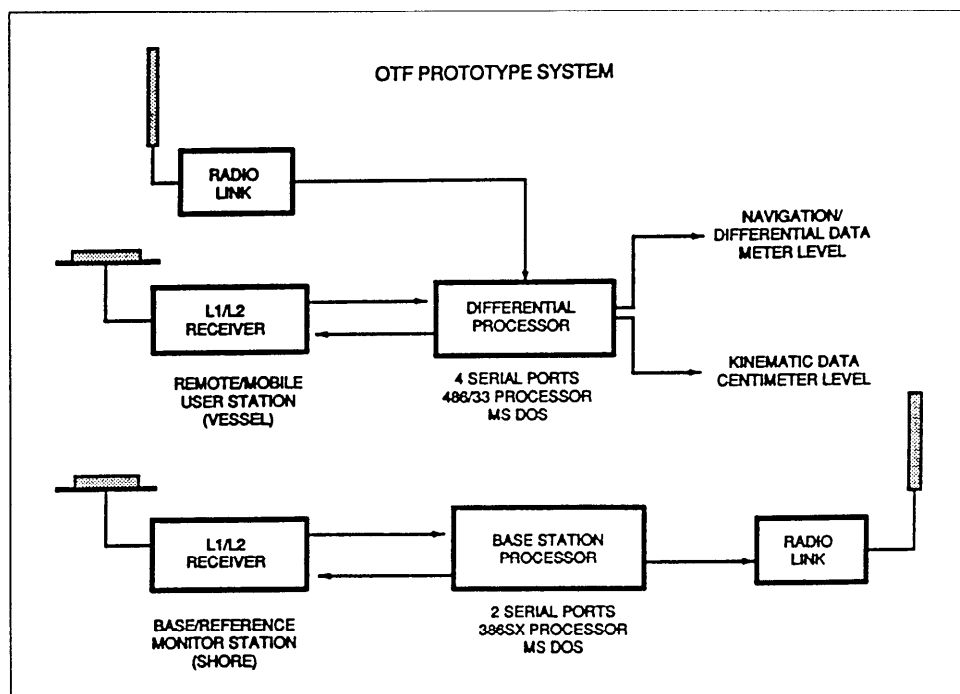 OTF PROTOTYPE SYSTEM
RADIO
LINK
NAVIGATION/
DIFFERENTIAL DATA
METER LEVEL
L1/L2
RECEIVER
DIFFERENTIAL
PROCESSOR
REMOTE/MOBILE
USER STATION
(VESSEL)
4 SERIAL PORTS
486/33 PROCESSOR
MS DOS
KINEMATIC DATA
CENTIMETER LEVEL
L1/L2
RECEIVER
BASE STATION
PROCESSOR
RADIO
LINK
BASE/REFERENCE
MONITOR STATION
(SHORE)
2 SERIAL PORTS
386SX PROCESSOR
MS DOS